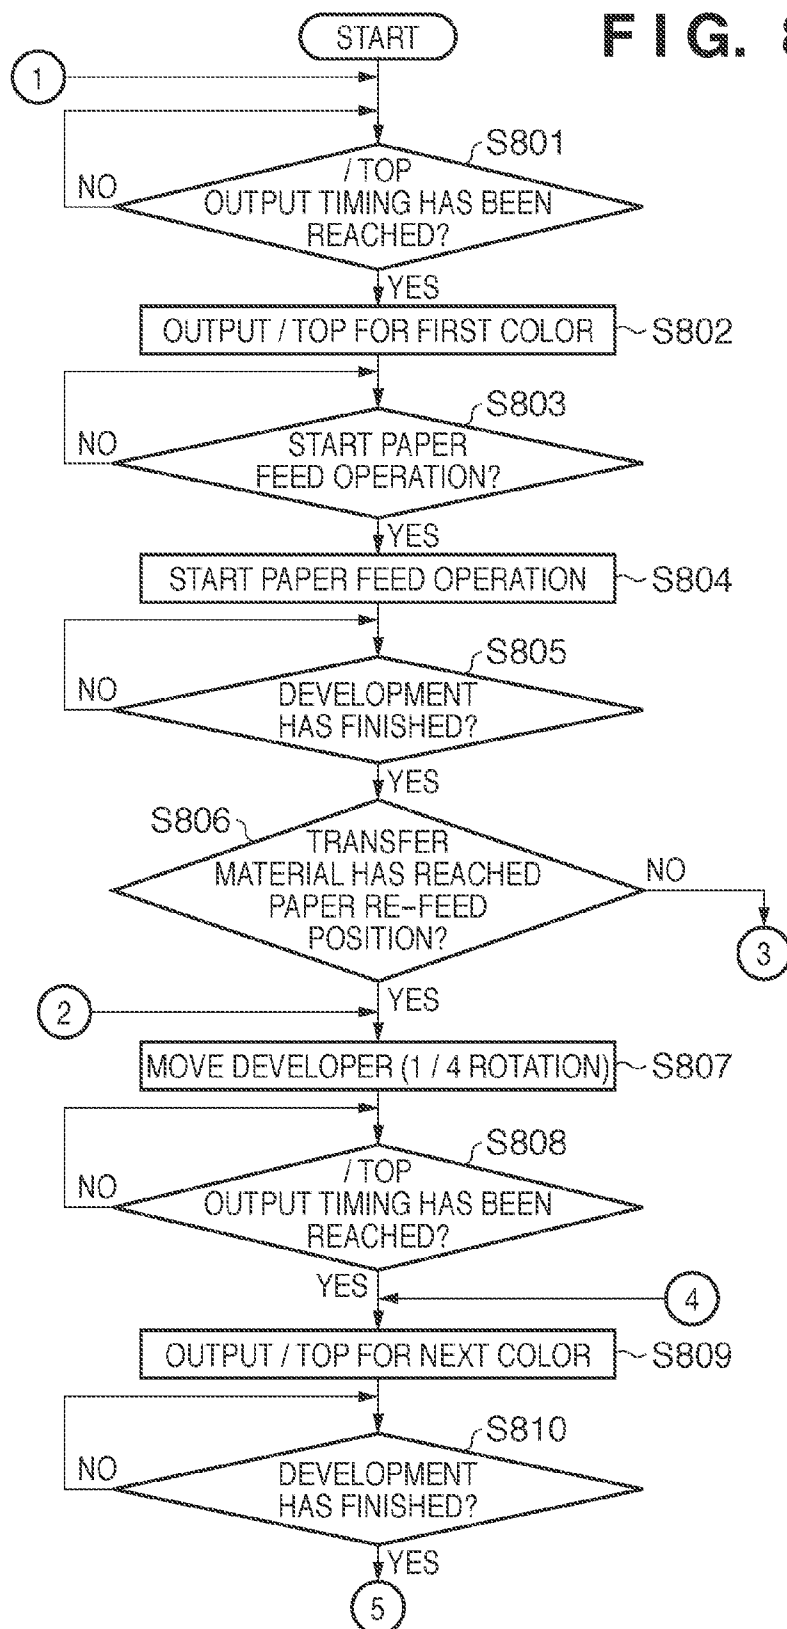 START
FIG. 8
1
S801
/ TOP
OUTPUT TIMING HAS BEEN
REACHED?
NO
YES
OUTPUT / TOP FOR FIRST COLOR
S802
S803
START PAPER
FEED OPERATION?
NO
YES
START PAPER FEED OPERATION
S804
S805
DEVELOPMENT
HAS FINISHED?
NO
YES
S806
TRANSFER
MATERIAL HAS REACHED
PAPER RE-FEED
POSITION?
NO
3
YES
2
MOVE DEVELOPER (1 / 4 ROTATION)
S807
S808
/ TOP
OUTPUT TIMING HAS BEEN
REACHED?
NO
YES
4
OUTPUT / TOP FOR NEXT COLOR
S809
S810
DEVELOPMENT
HAS FINISHED?
NO
YES
5